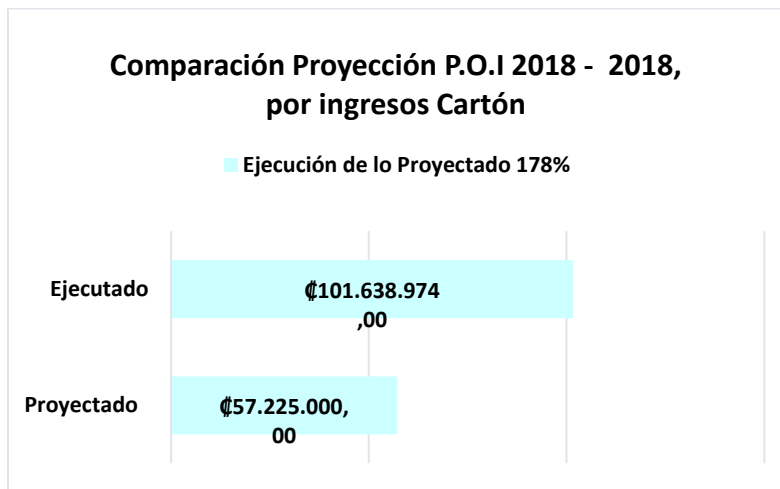 Comparación Proyección P.O.I 2018 - 2018,
por ingresos Cartón
Ejecución de lo Proyectado 178%
Ejecutado
₡101.638.974
,00
Proyectado
₡57.225.000,
00